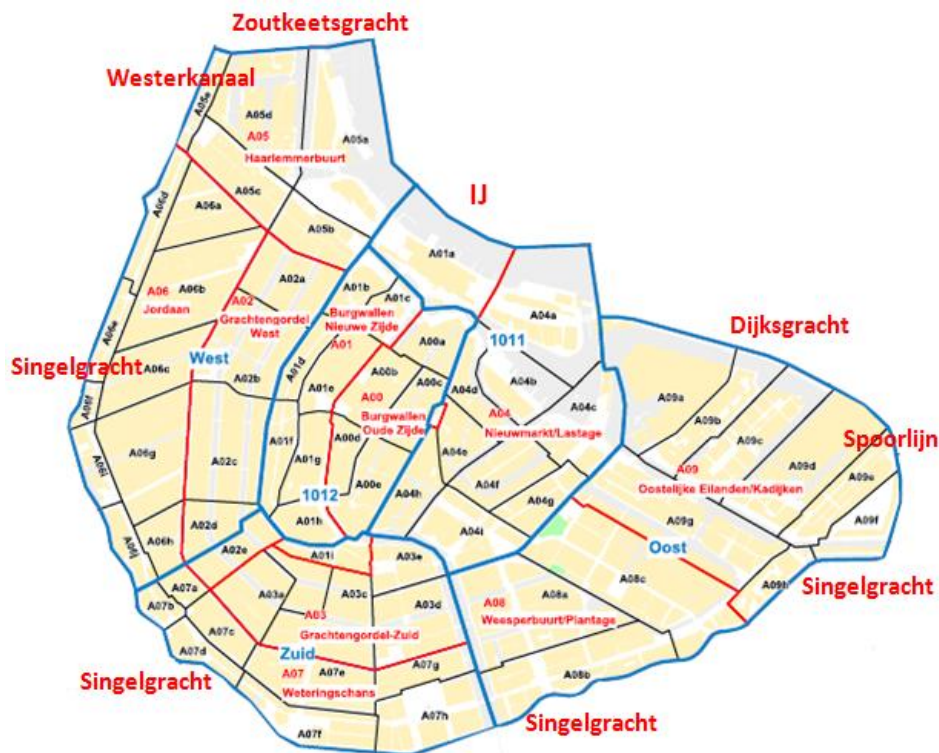 Zoutkeetsgracht
Westerkanaal
A05e
A05d
A05
A05a
Haarlemmerbuurt
A06d
A05c
A06a
IJ
A05b
A01a
A02a
A01b
A01c
A06
A06b
A02
Jordaan
Grachtengordel
West
Burgwallen
Nieuwe Zijde
A01
A04a
Dijksgracht
A06e
A00a
1011
Singelgracht
West
A01d
A06c
A02b
A01e
A00b
A00c
A00
A04d
A04b
A04c
A06f
Burgwallen
Oude Zijde
A04
Nieuwmarkt/Lastage
A09a
A09b
A09c
Spoorlijn
A01f
A00d
A06g
A02c
A01g
A04e
A09
Oostelijke Eilanden/Kadijken
A09d
A09e
A06i
1012
A00e
A04f
A04h
A04g
A09f
A01h
A09g
A02d
A04i
Oost
A06j
A06h
A02e
A01i
A03e
A07a
A03a
A03c
A08c
A09h
Singelgracht
A07b
A03
A03d
A08
A08a
Weesperbuurt/Plantage
A07c
Grachtengordel-Zuid
A07d
Zuid
A07
A07e
A07g
Singelgracht
Weteringschans
A08b
A07h
A07f
Singelgracht